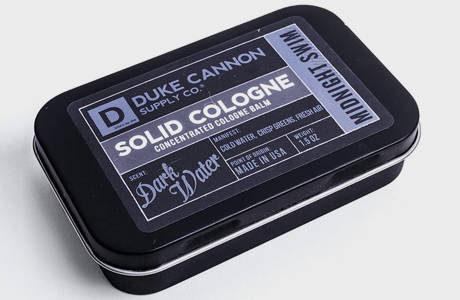 D
DUKE CANNON
SUPPLY CO.®
SOLID COLOGNE
CONCENTRATED COLOGNE BALM
MIDNIGHT SWIM
SCENT:
Dark
Water
MANIFEST:
COLD WATER, CRISP GREENS, FRESH AIR
POINT OF ORIGIN:
MADE IN USA
WEIGHT:
1.5 OZ